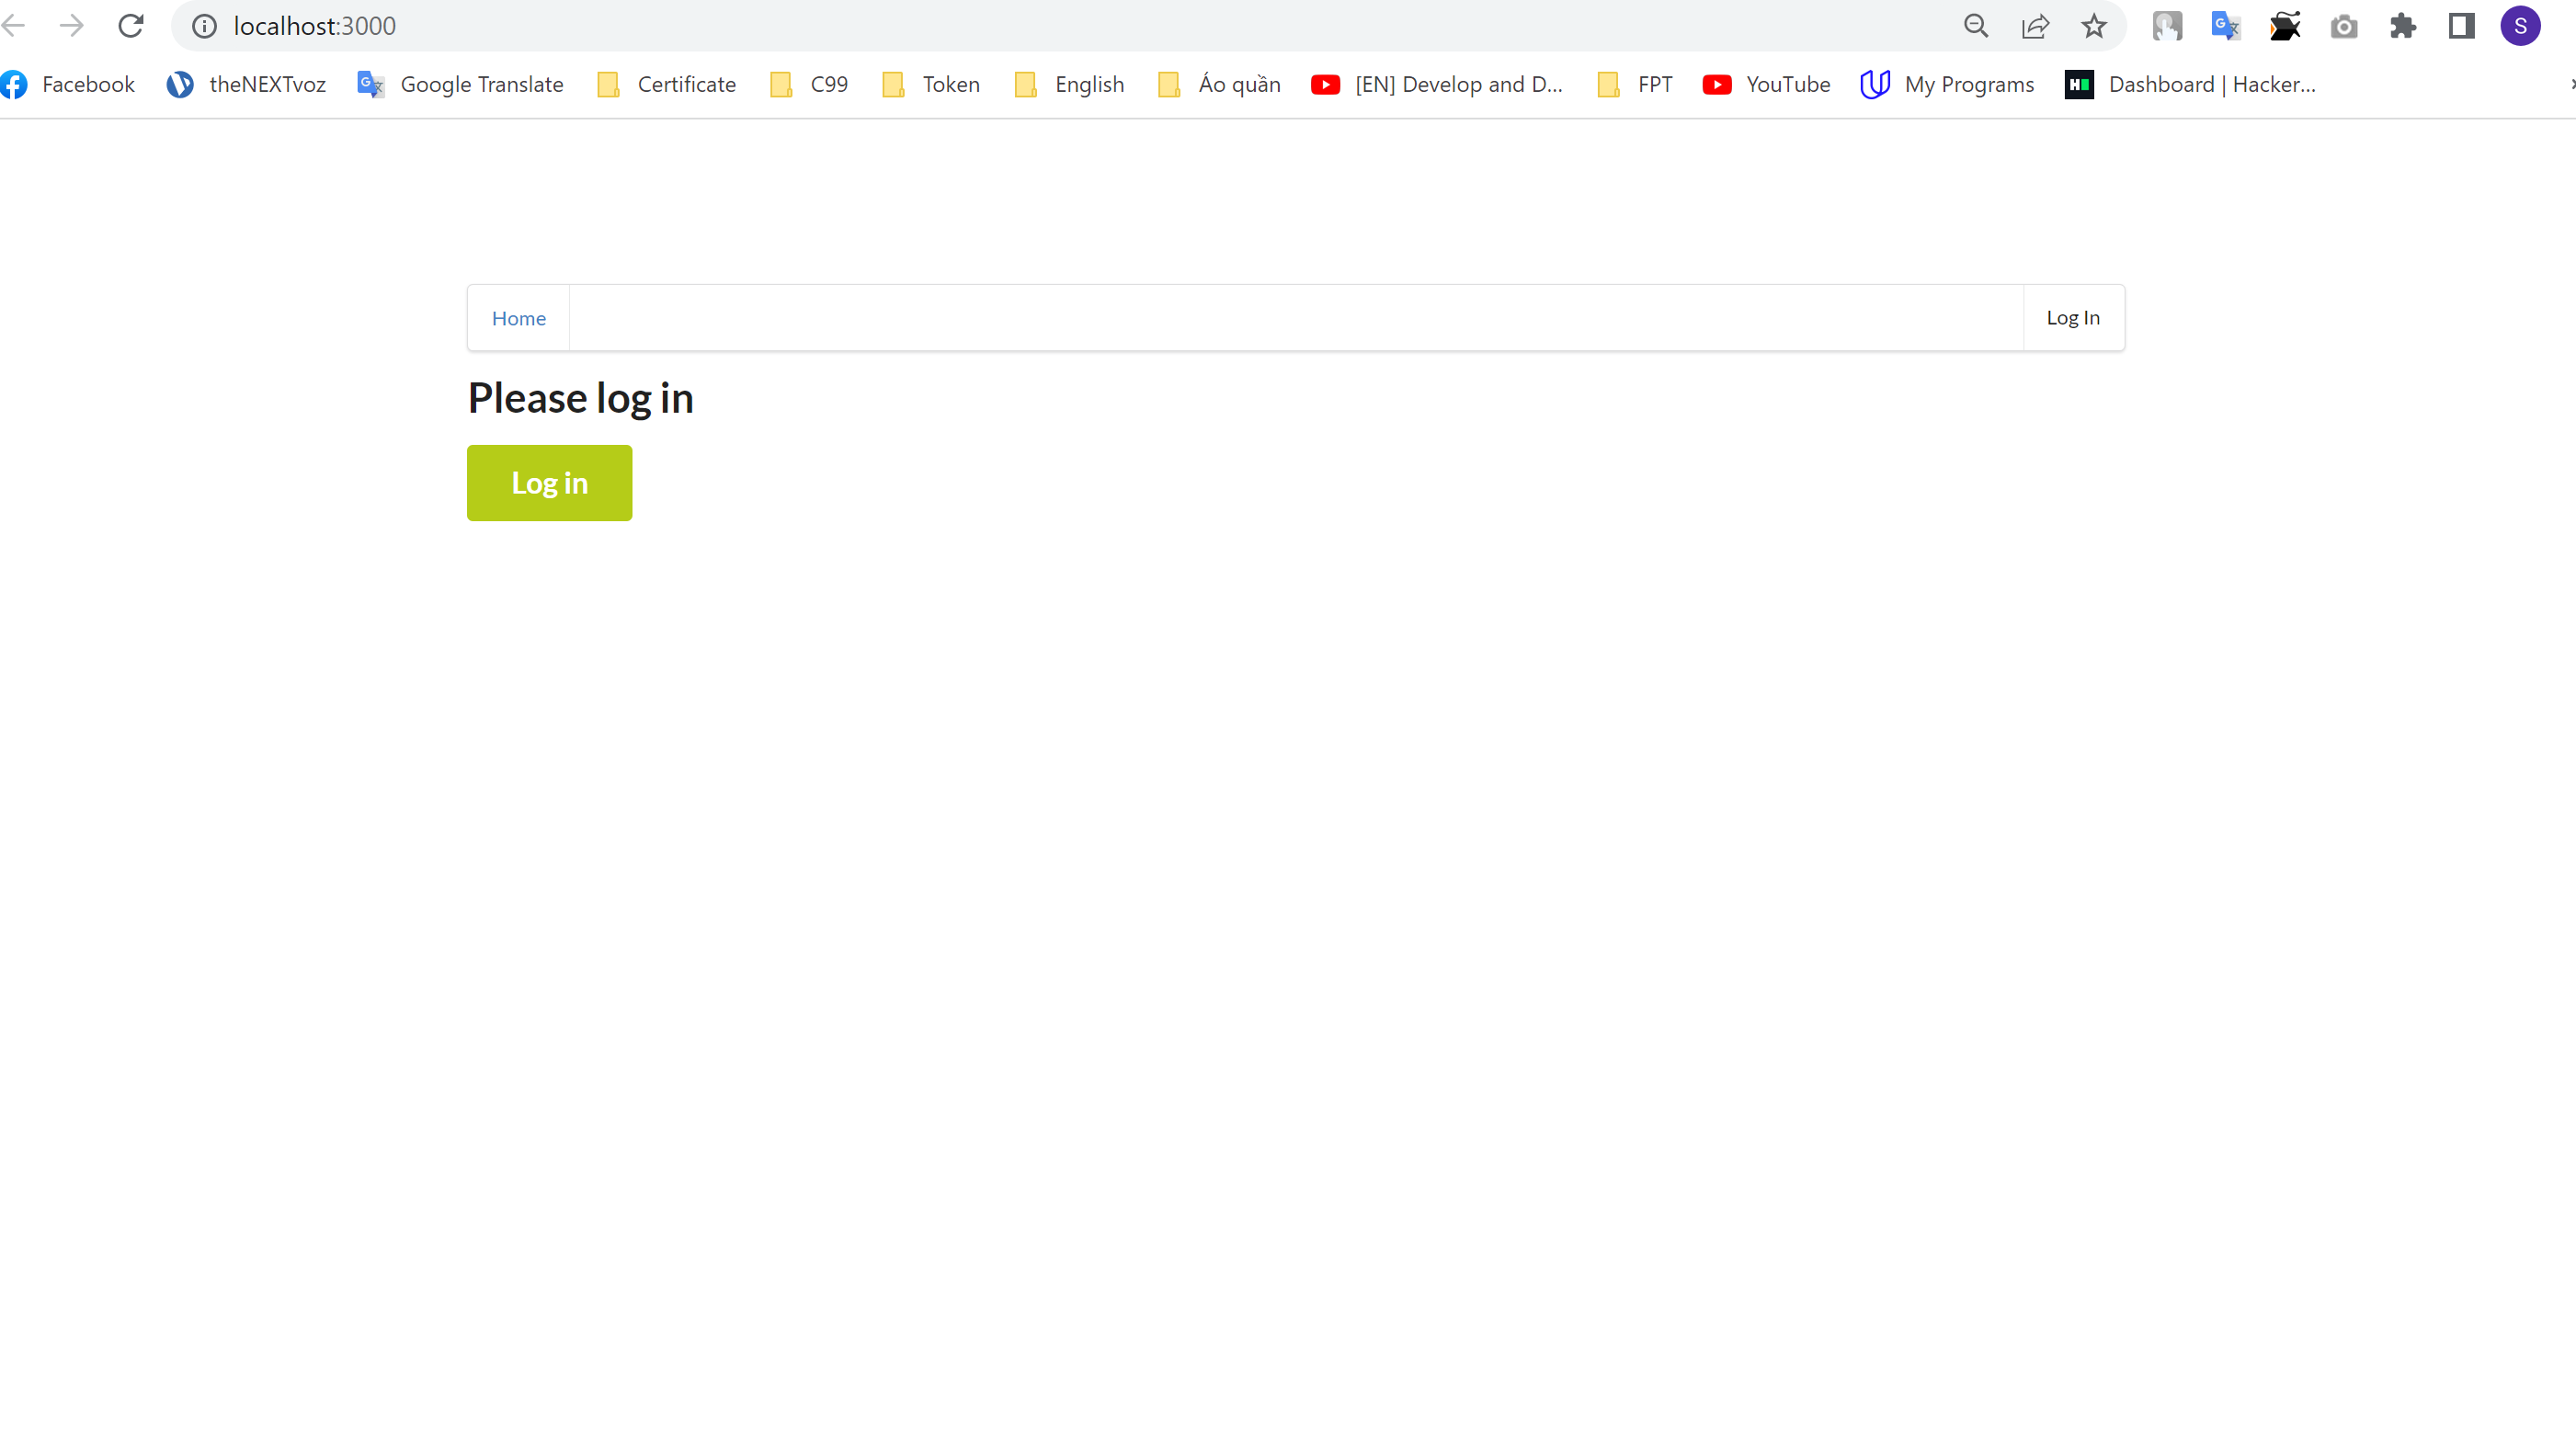 localhost:3000
S
Facebook theNEXTvoz Google Translate Certificate C99 Token English Áo quần [EN] Develop and D... FPT YouTube My Programs Dashboard | Hacker...
Home Log In
Please log in
Log in